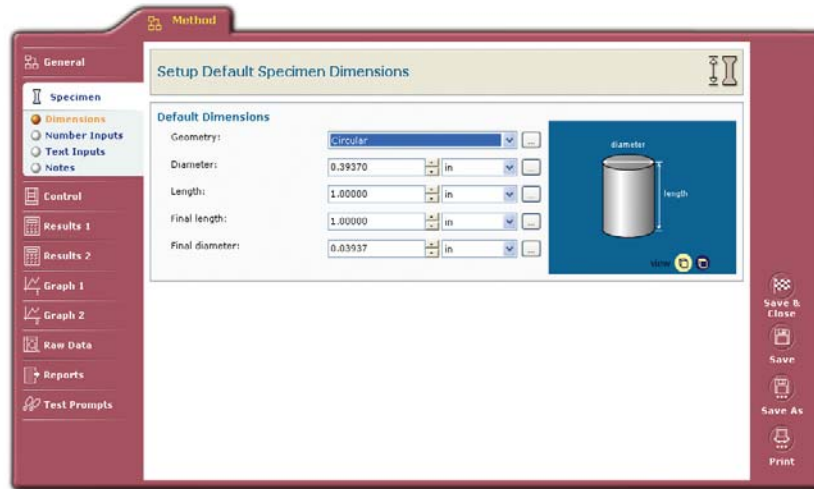 Method
General
Specimen
Dimensions
Number Inputs
Text Inputs
Notes
Control
Results 1
Results 2
Graph 1
Graph 2
Raw Data
Reports
Test Prompts
Setup Default Specimen Dimensions
Default Dimensions
Geometry: Circular ...
Diameter: 0.39370 in ...
Length: 1.00000 in ...
Final length: 1.00000 in ...
Final diameter: 0.03937 in ...
diameter
length
view
Save & Close
Save
Save As
Print